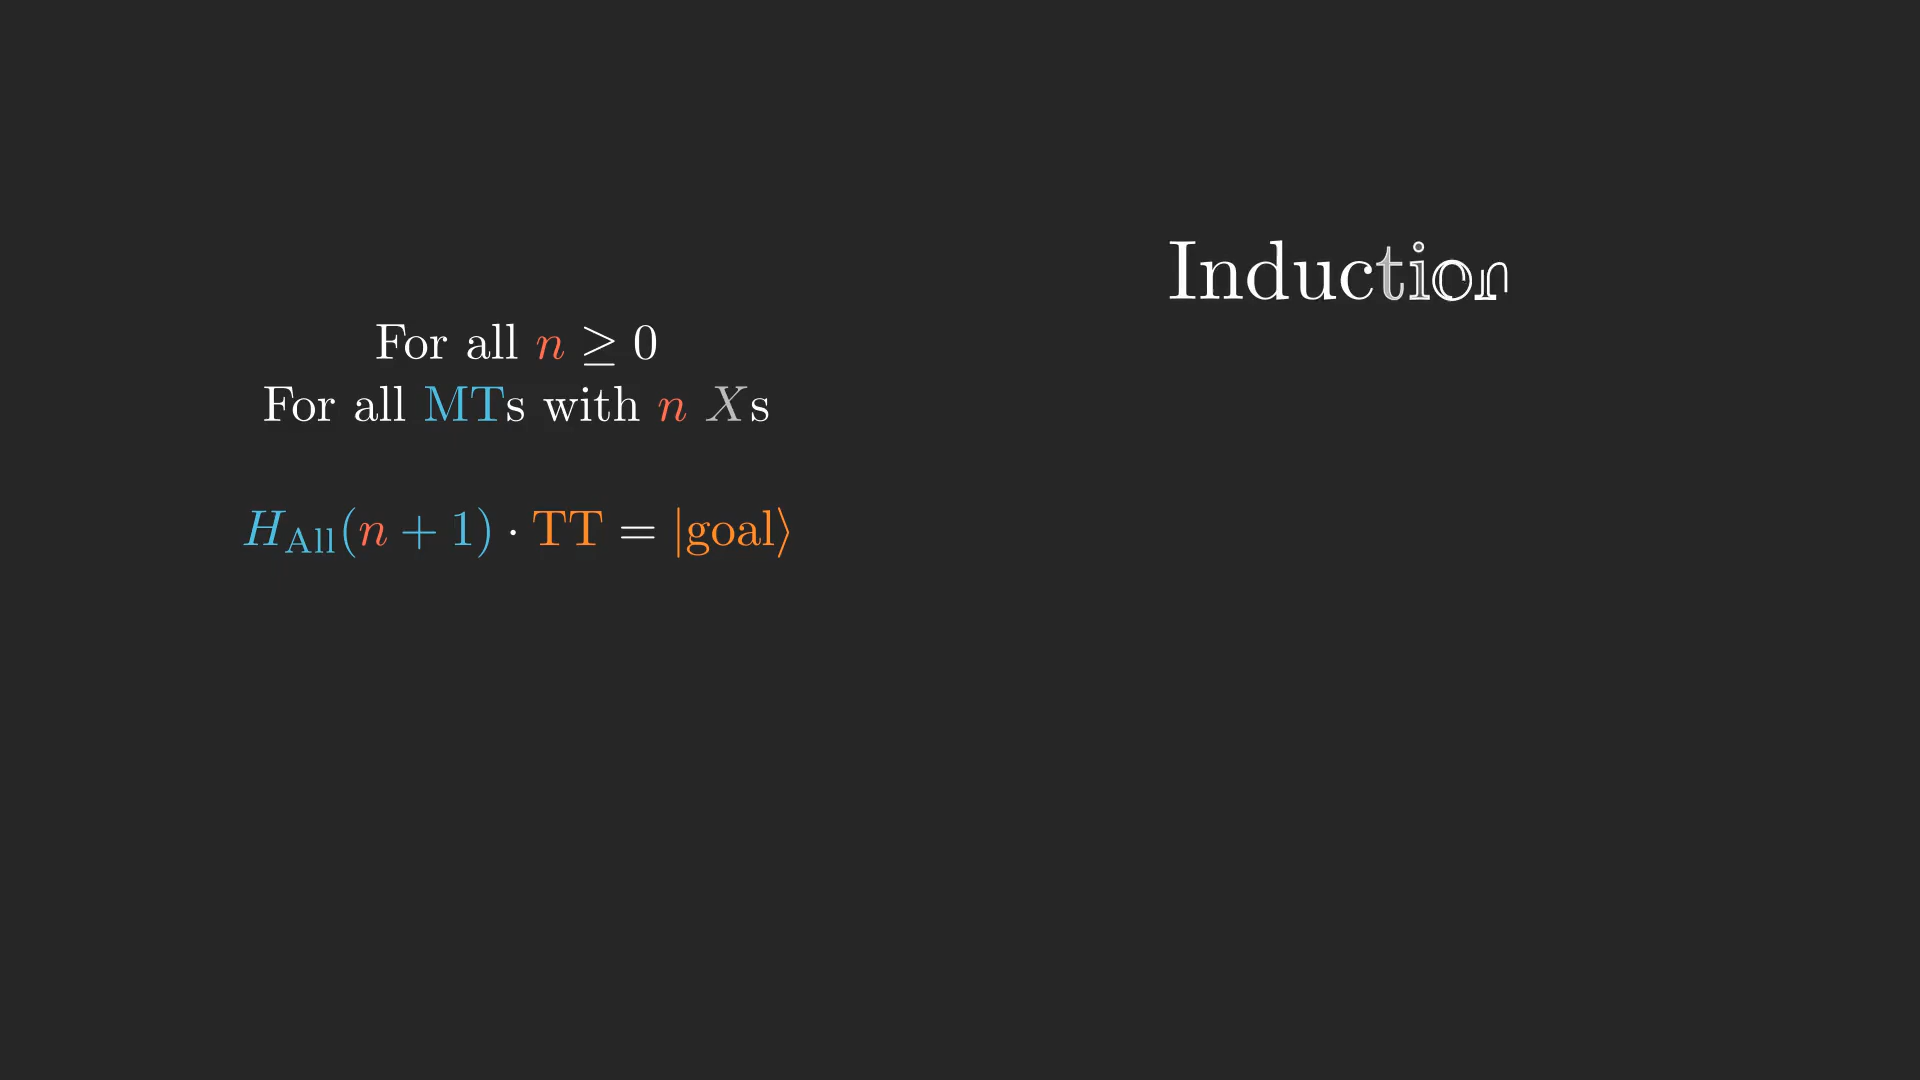 For all n ≥ 0
For all MTs with n Xs
H_All(n + 1) · TT = |goal⟩
Induction